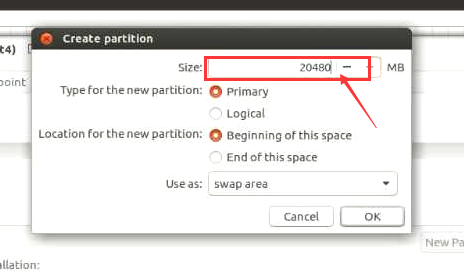 Create partition
t4)
Size: 20480 − + MB
point
Type for the new partition: Primary
Logical
Location for the new partition: Beginning of this space
End of this space
Use as: swap area
Cancel OK
New Pa
allation: